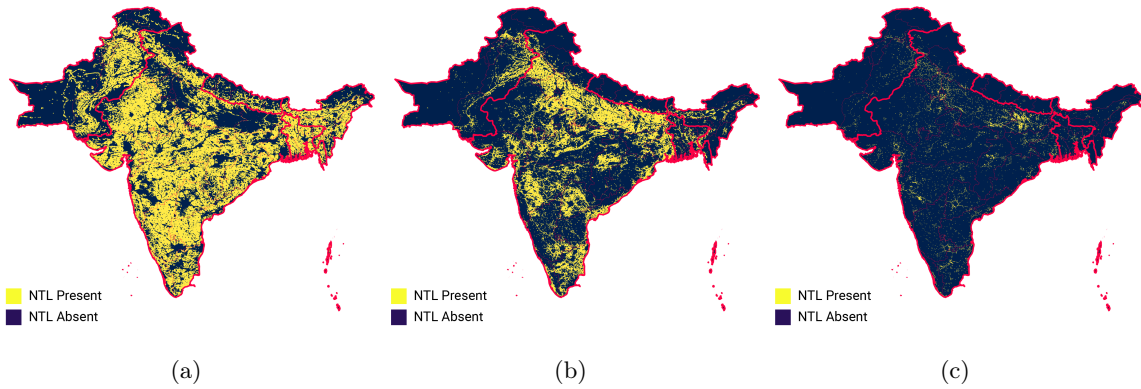 NTL Present
NTL Absent
NTL Present
NTL Absent
NTL Present
NTL Absent
(a)
(b)
(c)